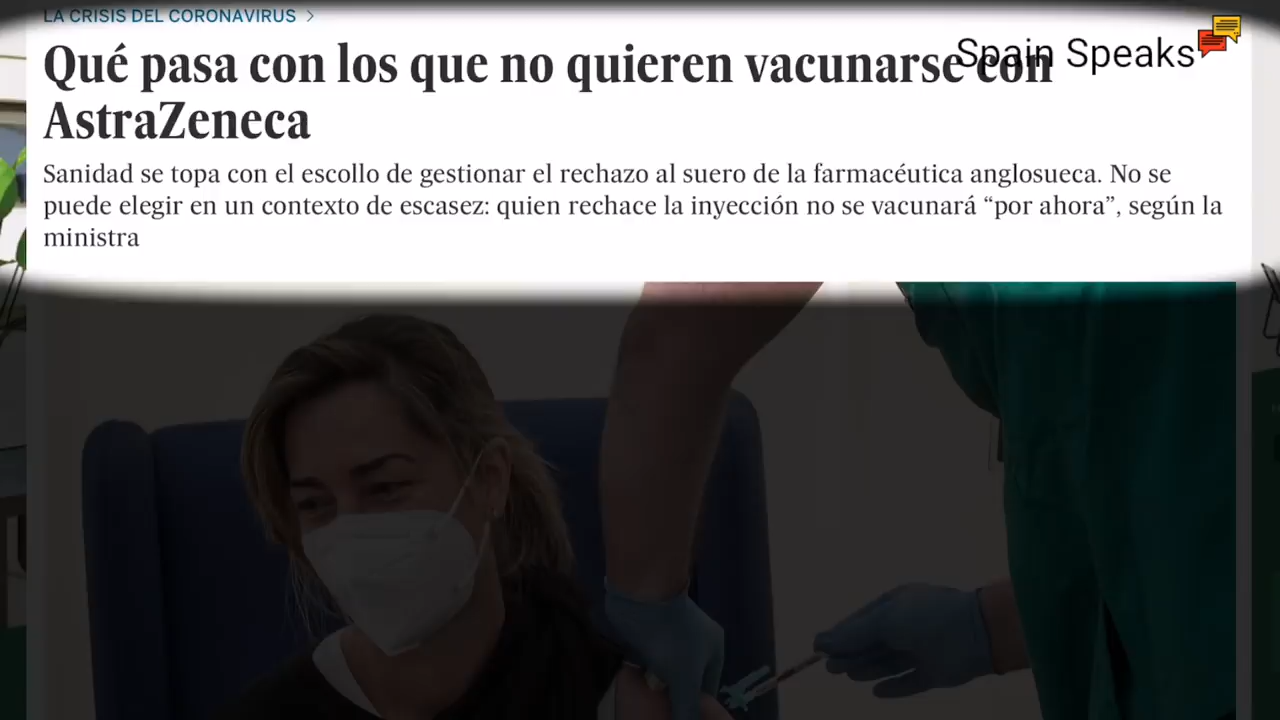 LA CRISIS DEL CORONAVIRUS >
Qué pasa con los que no quieren vacunarse con
AstraZeneca
Spain Speaks
Sanidad se topa con el escollo de gestionar el rechazo al suero de la farmacéutica anglosueca. No se
puede elegir en un contexto de escasez: quien rechace la inyección no se vacunará “por ahora”, según la
ministra